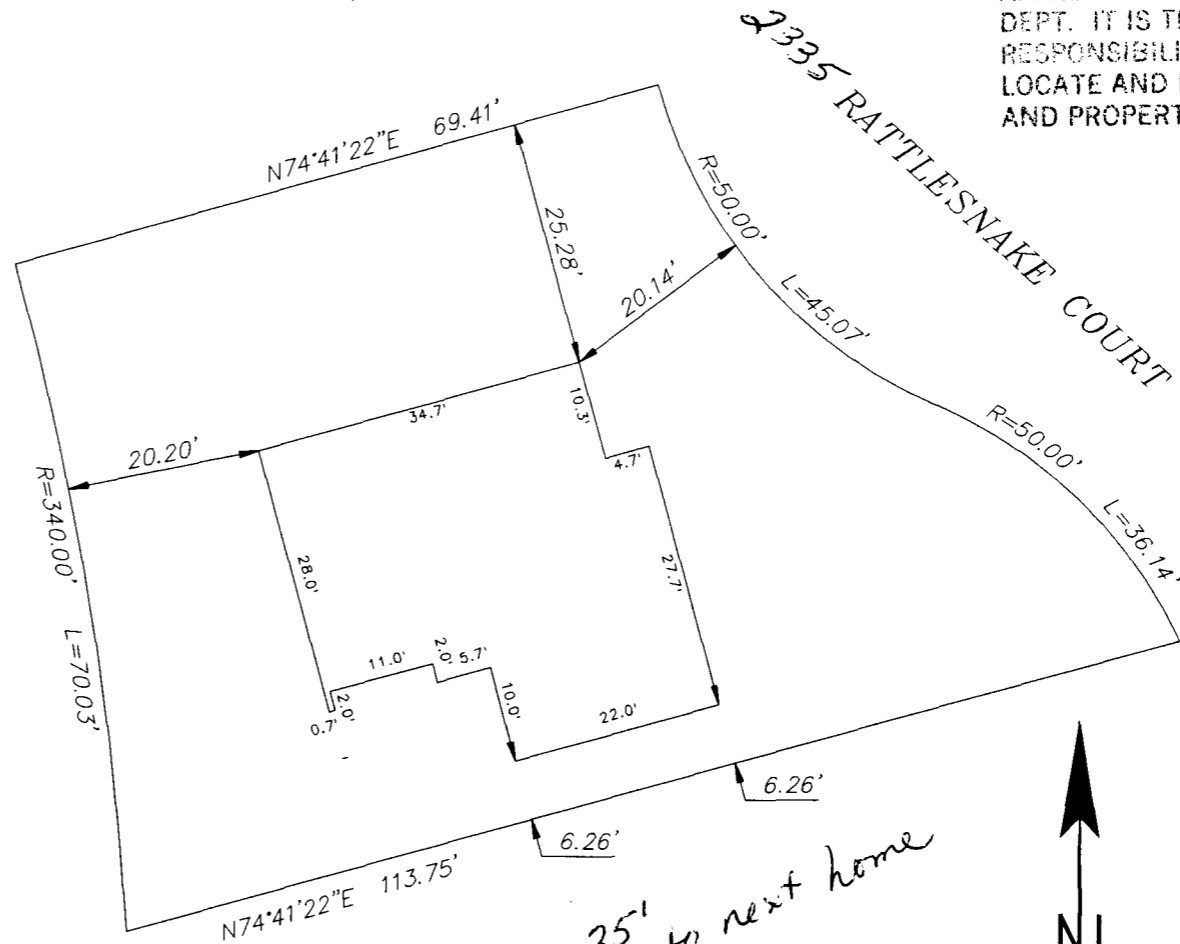 DEPT. IT IS
RESPONSIBILI
LOCATE AND
AND PROPERT
2335 RATTLESNAKE COURT
N74°41'22"E 69.41'
R=50.00'
25.28'
20.14'
L=45.07'
10.3'
34.7'
20.20'
4.7'
R=50.00'
R=340.00'
L=36.14'
28.0'
27.7'
L=70.03'
11.0'
2.0'
5.7'
10.0'
2.0'
0.7'
22.0'
6.26'
6.26'
N74°41'22"E 113.75'
35' to next home
N